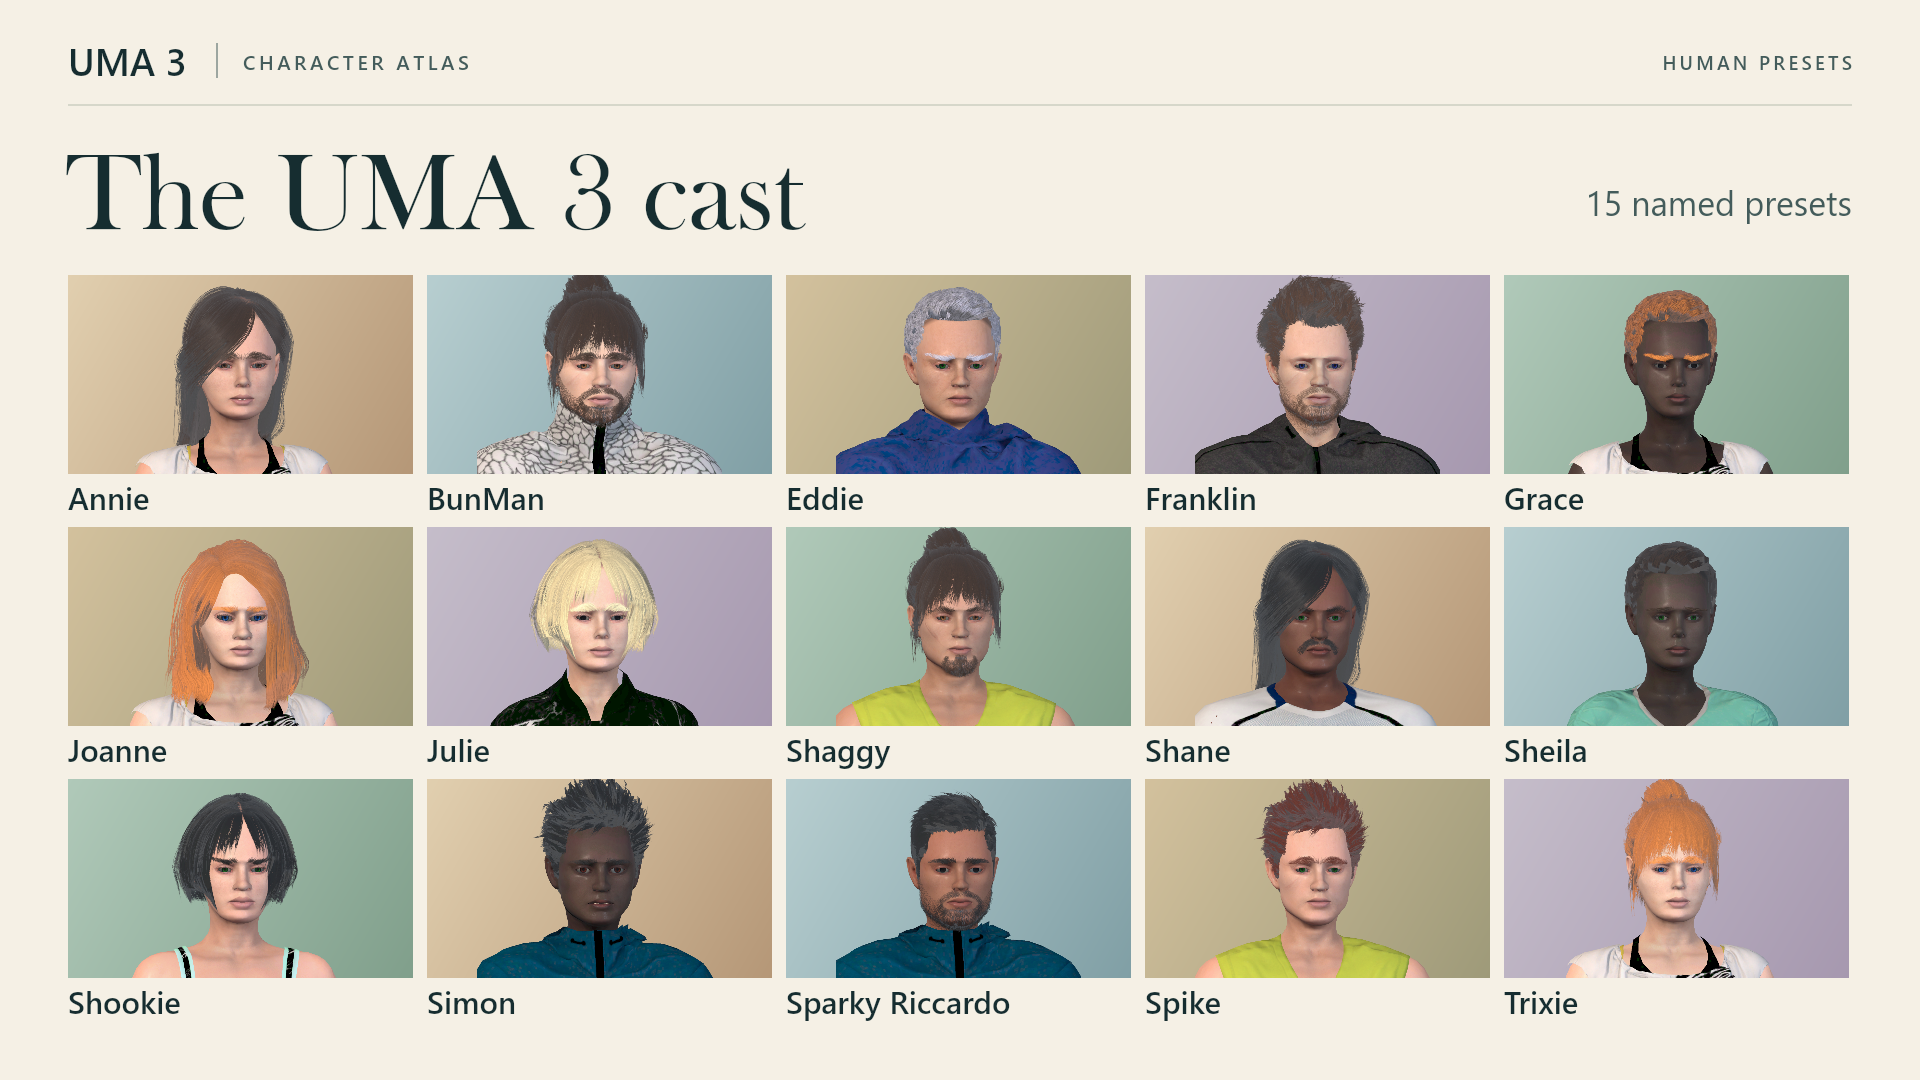 UMA 3 CHARACTER ATLAS HUMAN PRESETS
The UMA 3 cast
15 named presets
Annie BunMan Eddie Franklin Grace
Joanne Julie Shaggy Shane Sheila
Shookie Simon Sparky Riccardo Spike Trixie